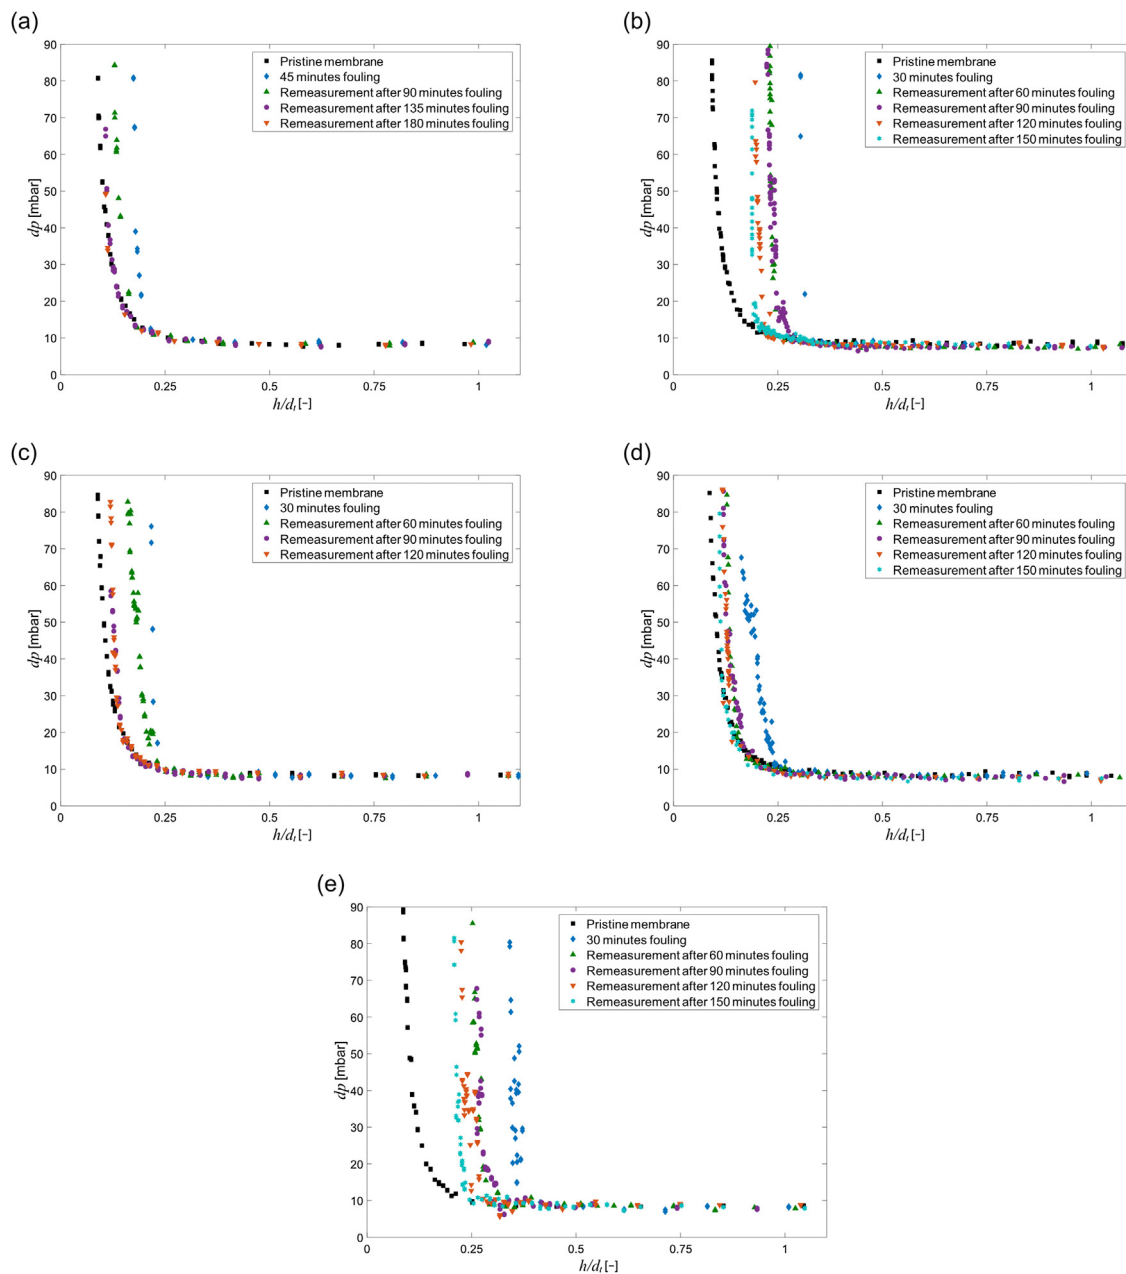 (a)
90
80
70
60
50
40
30
20
10
0
dp [mbar]
Pristine membrane
45 minutes fouling
Remeasurement after 90 minutes fouling
Remeasurement after 135 minutes fouling
Remeasurement after 180 minutes fouling
0 0.25 0.5 0.75 1
h/dt [–]
(b)
90
80
70
60
50
40
30
20
10
0
dp [mbar]
Pristine membrane
30 minutes fouling
Remeasurement after 60 minutes fouling
Remeasurement after 90 minutes fouling
Remeasurement after 120 minutes fouling
Remeasurement after 150 minutes fouling
0 0.25 0.5 0.75 1
h/dt [–]
(c)
90
80
70
60
50
40
30
20
10
0
dp [mbar]
Pristine membrane
30 minutes fouling
Remeasurement after 60 minutes fouling
Remeasurement after 90 minutes fouling
Remeasurement after 120 minutes fouling
0 0.25 0.5 0.75 1
h/dt [–]
(d)
90
80
70
60
50
40
30
20
10
0
dp [mbar]
Pristine membrane
30 minutes fouling
Remeasurement after 60 minutes fouling
Remeasurement after 90 minutes fouling
Remeasurement after 120 minutes fouling
Remeasurement after 150 minutes fouling
0 0.25 0.5 0.75 1
h/dt [–]
(e)
90
80
70
60
50
40
30
20
10
0
dp [mbar]
Pristine membrane
30 minutes fouling
Remeasurement after 60 minutes fouling
Remeasurement after 90 minutes fouling
Remeasurement after 120 minutes fouling
Remeasurement after 150 minutes fouling
0 0.25 0.5 0.75 1
h/dt [–]